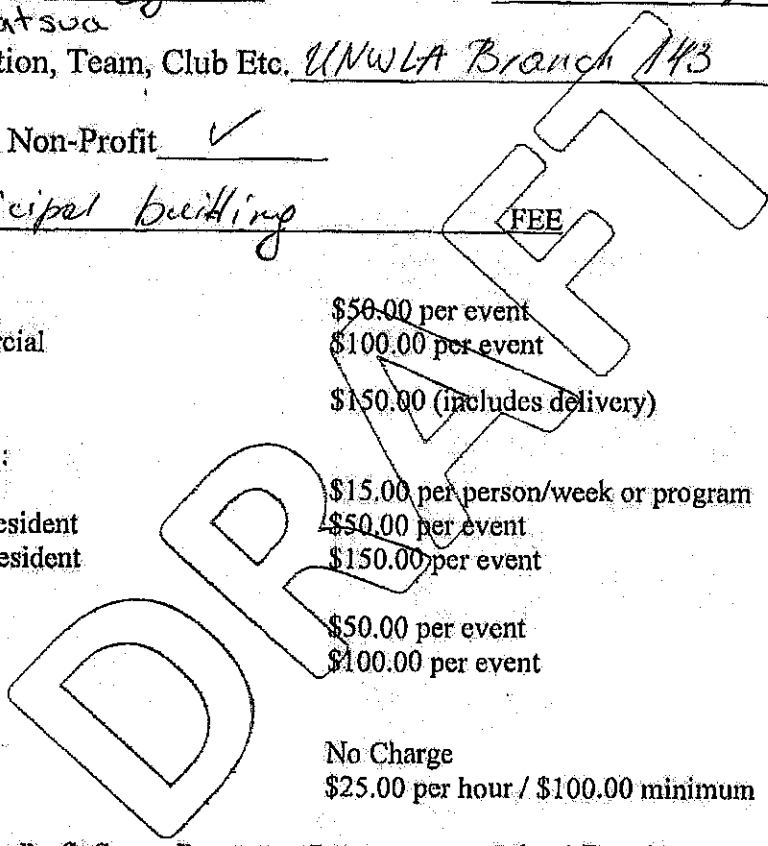 atsua
tion, Team, Club Etc. UNWLA Branch 143
Non-Profit ✓
cipal building
FEE
$50.00 per event
rcial $100.00 per event
$150.00 (includes delivery)
:
$15.00 per person/week or program
esident $50.00 per event
esident $150.00 per event
$50.00 per event
$100.00 per event
No Charge
$25.00 per hour / $100.00 minimum
DRAFT